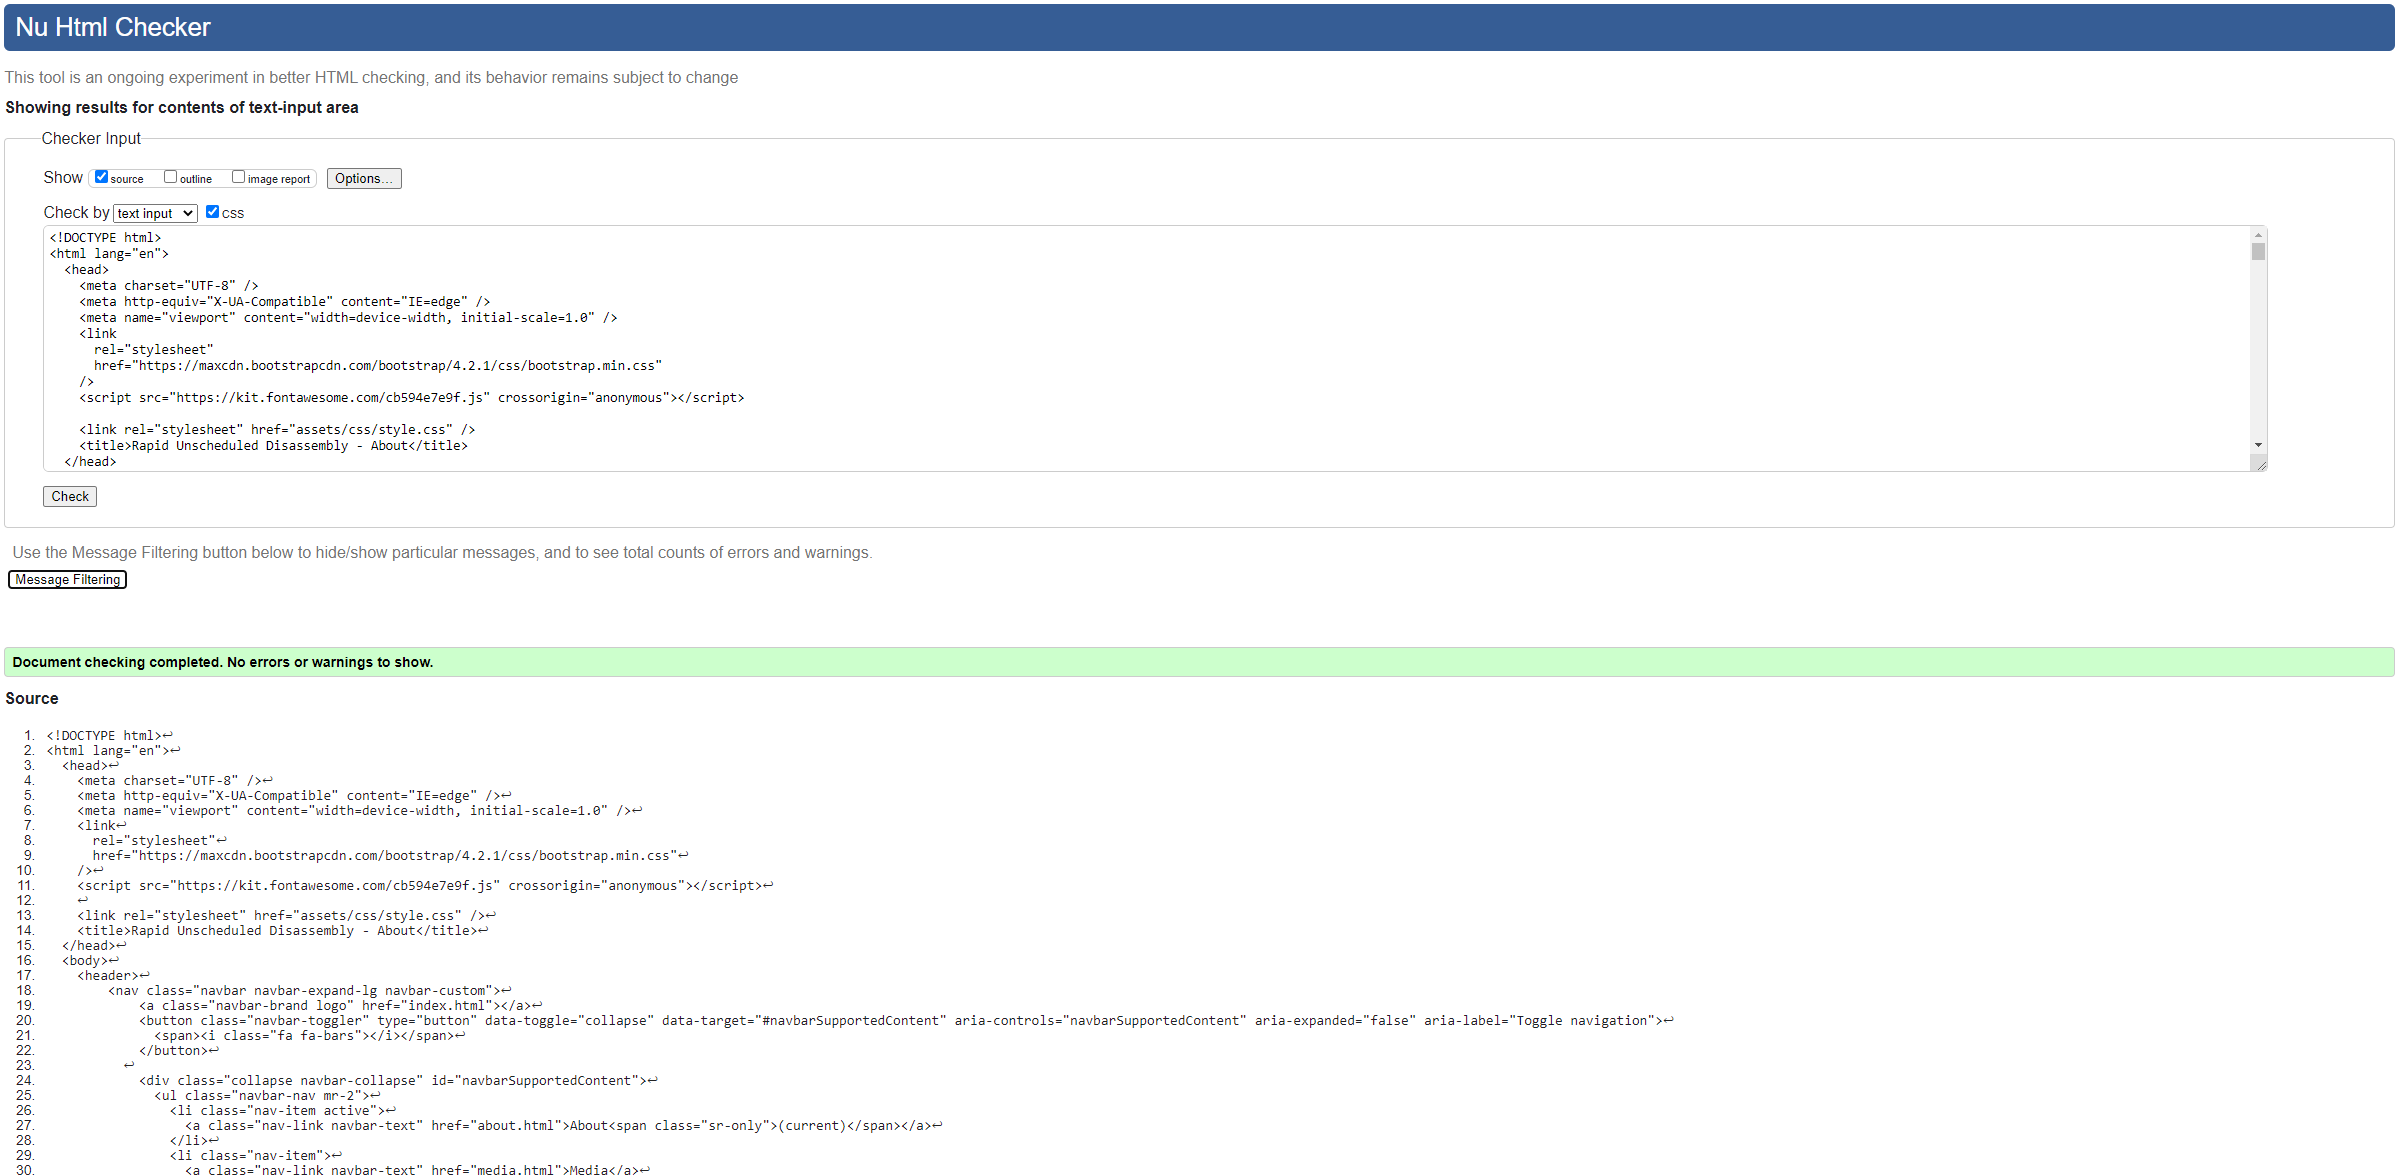 Nu Html Checker
This tool is an ongoing experiment in better HTML checking, and its behavior remains subject to change
Showing results for contents of text-input area
Checker Input
Show source outline image report Options...
Check by text input css
<!DOCTYPE html>
<html lang="en">
  <head>
    <meta charset="UTF-8" />
    <meta http-equiv="X-UA-Compatible" content="IE=edge" />
    <meta name="viewport" content="width=device-width, initial-scale=1.0" />
    <link
      rel="stylesheet"
      href="https://maxcdn.bootstrapcdn.com/bootstrap/4.2.1/css/bootstrap.min.css"
    />
    <script src="https://kit.fontawesome.com/cb594e7e9f.js" crossorigin="anonymous"></script>
    <link rel="stylesheet" href="assets/css/style.css" />
    <title>Rapid Unscheduled Disassembly - About</title>
  </head>
Check
Use the Message Filtering button below to hide/show particular messages, and to see total counts of errors and warnings.
Message Filtering
Document checking completed. No errors or warnings to show.
Source
1. <!DOCTYPE html>↩
2. <html lang="en">↩
3.   <head>↩
4.     <meta charset="UTF-8" />↩
5.     <meta http-equiv="X-UA-Compatible" content="IE=edge" />↩
6.     <meta name="viewport" content="width=device-width, initial-scale=1.0" />↩
7.     <link↩
8.       rel="stylesheet"↩
9.       href="https://maxcdn.bootstrapcdn.com/bootstrap/4.2.1/css/bootstrap.min.css"↩
10.     />↩
11.     <script src="https://kit.fontawesome.com/cb594e7e9f.js" crossorigin="anonymous"></script>↩
12.     ↩
13.     <link rel="stylesheet" href="assets/css/style.css" />↩
14.     <title>Rapid Unscheduled Disassembly - About</title>↩
15.   </head>↩
16.   <body>↩
17.     <header>↩
18.         <nav class="navbar navbar-expand-lg navbar-custom">↩
19.             <a class="navbar-brand logo" href="index.html"></a>↩
20.             <button class="navbar-toggler" type="button" data-toggle="collapse" data-target="#navbarSupportedContent" aria-controls="navbarSupportedContent" aria-expanded="false" aria-label="Toggle navigation">↩
21.               <span><i class="fa fa-bars"></i></span>↩
22.             </button>↩
23.           ↩
24.             <div class="collapse navbar-collapse" id="navbarSupportedContent">↩
25.               <ul class="navbar-nav mr-2">↩
26.                 <li class="nav-item active">↩
27.                   <a class="nav-link navbar-text" href="about.html">About<span class="sr-only">(current)</span></a>↩
28.                 </li>↩
29.                 <li class="nav-item">↩
30.                   <a class="nav-link navbar-text" href="media.html">Media</a>↩